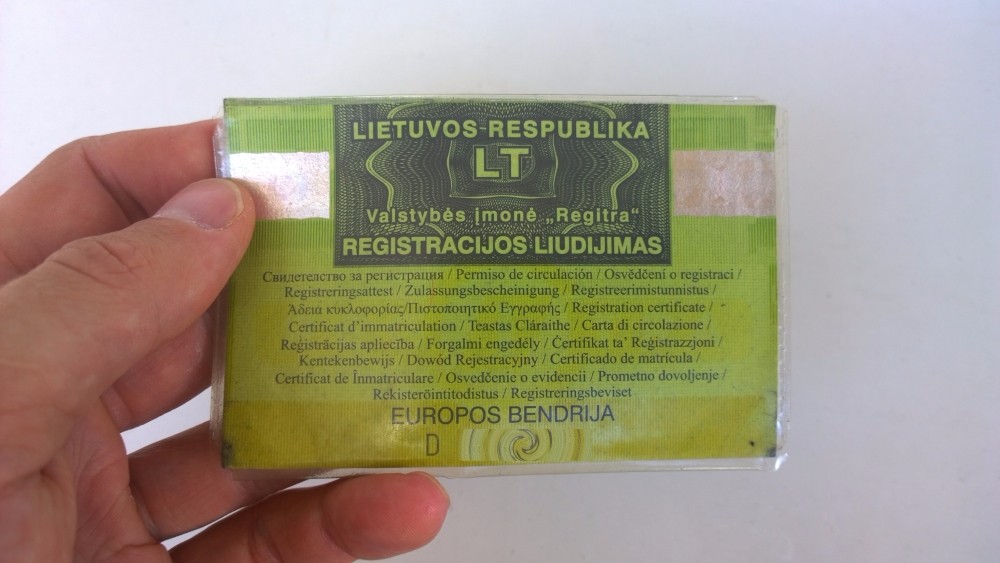 LIETUVOS RESPUBLIKA
LT
Valstybės įmonė „Regitra“
REGISTRACIJOS LIUDIJIMAS
Свилетелство за регистрация / Permiso de circulación / Osvědčení o registraci /
Registreringsattest / Zulassungsbescheinigung / Registreerimistunnistus /
Άδεια κυκλοφορίας/Πιστοποιητικό Εγγραφής / Registration certificate /
Certificat d’immatriculation / Teastas Cláraithe / Carta di circolazione /
Reģistrācijas apliecība / Forgalmi engedély / Ċertifikat ta’ Reġistrazzjoni /
Kentekenbewijs / Dowód Rejestracyjny / Certificado de matrícula /
Certificat de Înmatriculare / Osvedčenie o evidencii / Prometno dovoljenje /
Rekisteröintitodistus / Registreringsbeviset
EUROPOS BENDRIJA
D